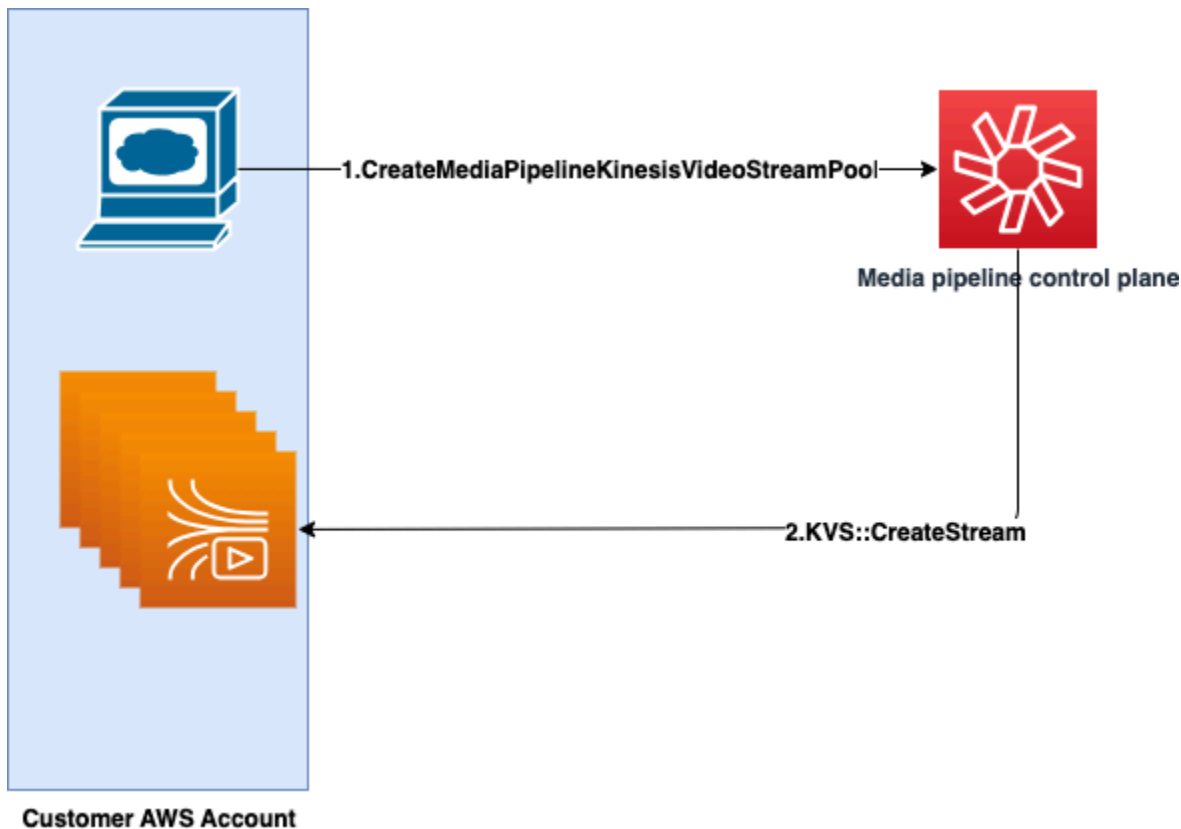 1.CreateMediaPipelineKinesisVideoStreamPool
Media pipeline control plane
2.KVS::CreateStream
Customer AWS Account